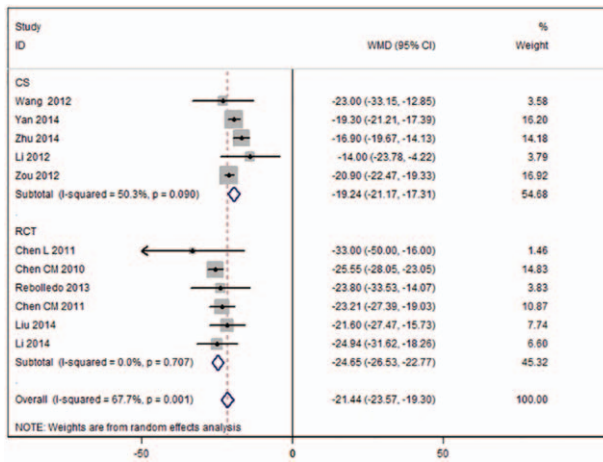 Study %
ID WMD (95% CI) Weight
CS
Wang 2012 -23.00 (-33.15, -12.85) 3.58
Yan 2014 -19.30 (-21.21, -17.39) 16.20
Zhu 2014 -16.90 (-19.67, -14.13) 14.18
Li 2012 -14.00 (-23.78, -4.22) 3.79
Zou 2012 -20.90 (-22.47, -19.33) 16.92
Subtotal (I-squared = 50.3%, p = 0.090) -19.24 (-21.17, -17.31) 54.68
.
RCT
Chen L 2011 -33.00 (-50.00, -16.00) 1.46
Chen CM 2010 -25.55 (-28.05, -23.05) 14.83
Rebolledo 2013 -23.80 (-33.53, -14.07) 3.83
Chen CM 2011 -23.21 (-27.39, -19.03) 10.87
Liu 2014 -21.60 (-27.47, -15.73) 7.74
Li 2014 -24.94 (-31.62, -18.26) 6.60
Subtotal (I-squared = 0.0%, p = 0.707) -24.65 (-26.53, -22.77) 45.32
.
Overall (I-squared = 67.7%, p = 0.001) -21.44 (-23.57, -19.30) 100.00
NOTE: Weights are from random effects analysis
-50 0 50